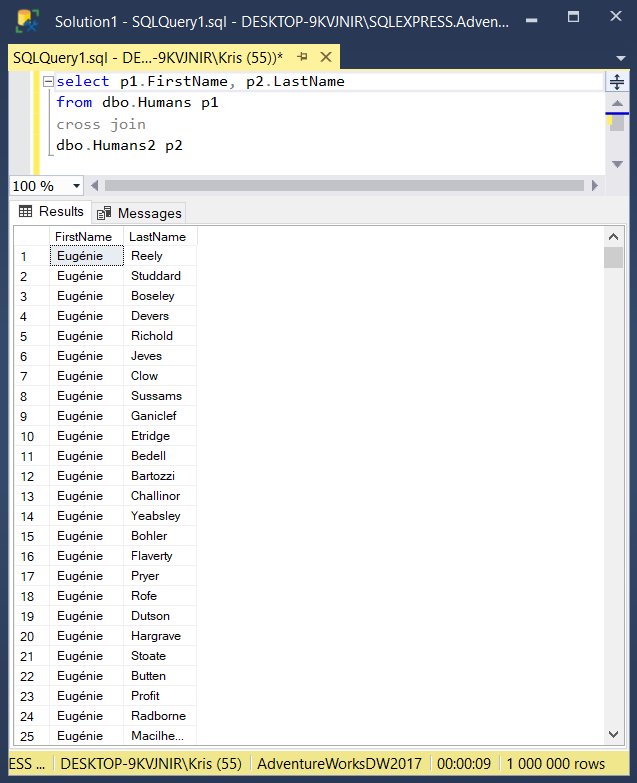 Solution1 - SQLQuery1.sql - DESKTOP-9KVJNIR\SQLEXPRESS.Adven...
SQLQuery1.sql - DE...-9KVJNIR\Kris (55))*
select p1.FirstName, p2.LastName
from dbo.Humans p1
cross join
dbo.Humans2 p2
100 %
Results Messages
FirstName LastName
1 Eugénie Reely
2 Eugénie Studdard
3 Eugénie Boseley
4 Eugénie Devers
5 Eugénie Richold
6 Eugénie Jeves
7 Eugénie Clow
8 Eugénie Sussams
9 Eugénie Ganiclef
10 Eugénie Etridge
11 Eugénie Bedell
12 Eugénie Bartozzi
13 Eugénie Challinor
14 Eugénie Yeabsley
15 Eugénie Bohler
16 Eugénie Flaverty
17 Eugénie Pryer
18 Eugénie Rofe
19 Eugénie Dutson
20 Eugénie Hargrave
21 Eugénie Stoate
22 Eugénie Butten
23 Eugénie Profit
24 Eugénie Radborne
25 Eugénie Macilhe...
ESS ... DESKTOP-9KVJNIR\Kris (55) AdventureWorksDW2017 00:00:09 1 000 000 rows